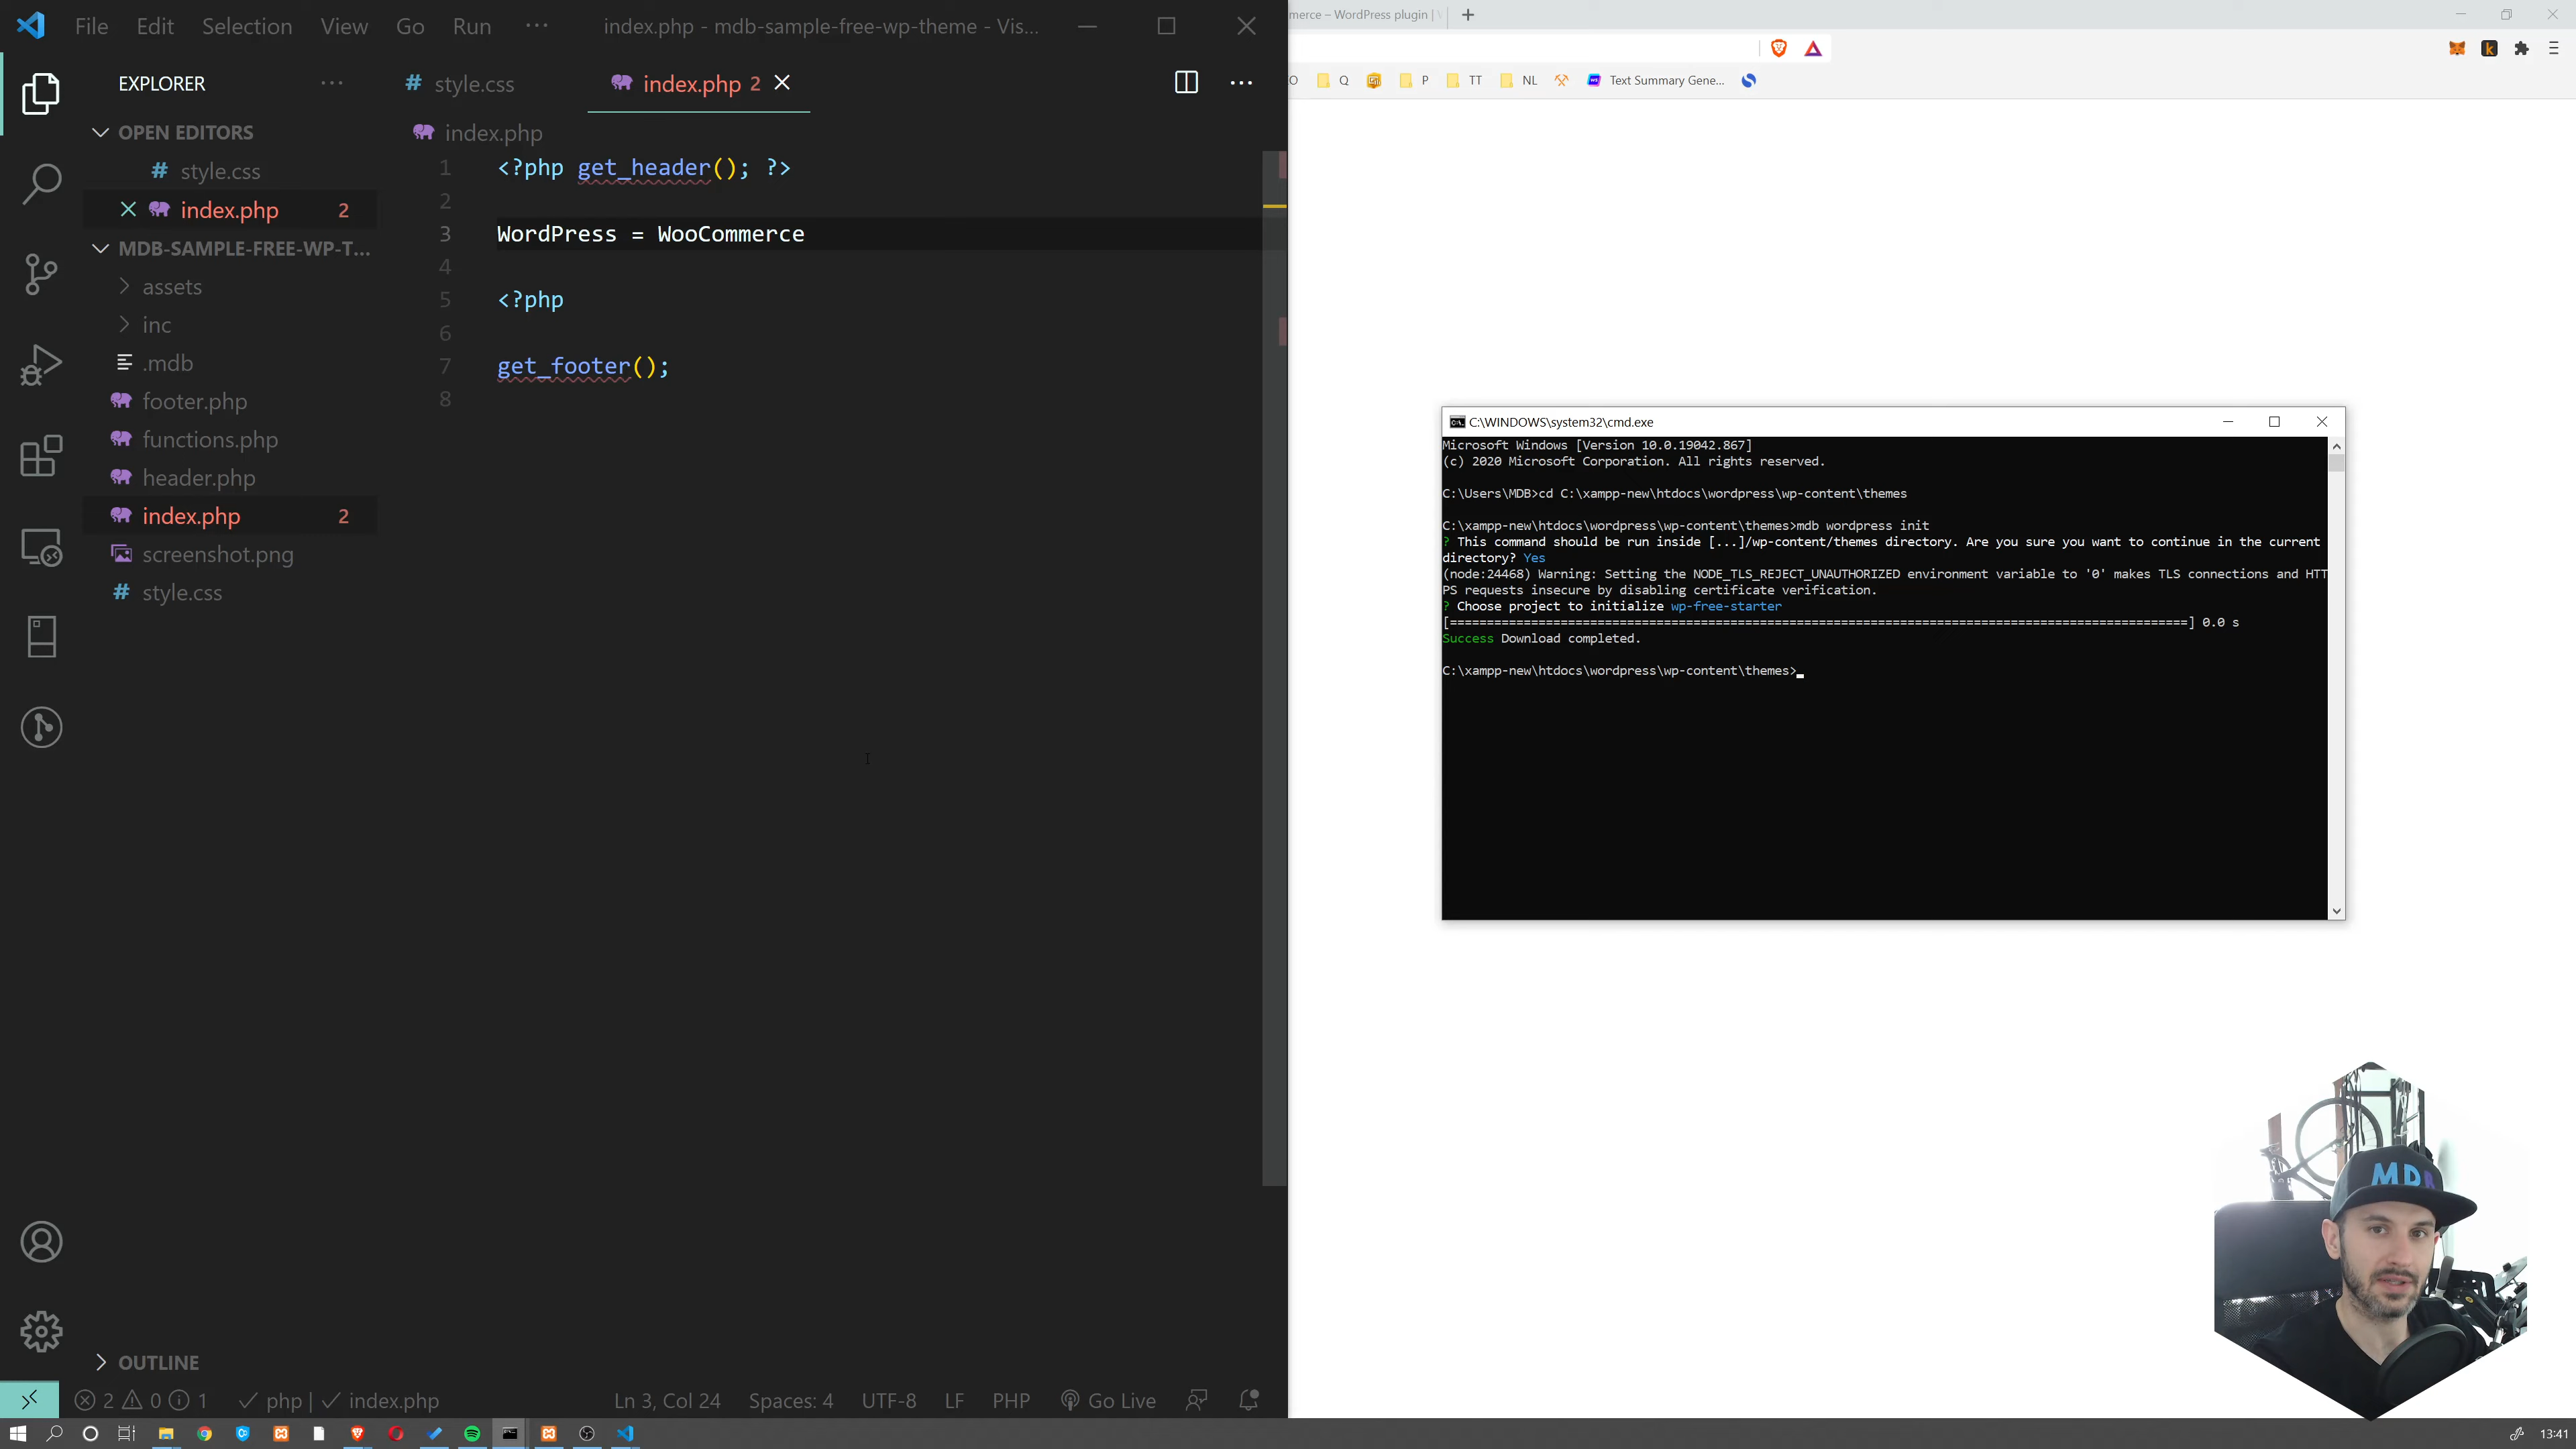 File Edit Selection View Go Run ··· index.php - mdb-sample-free-wp-theme - Vis...
EXPLORER ···
OPEN EDITORS
# style.css
index.php 2
MDB-SAMPLE-FREE-WP-T...
assets
inc
.mdb
footer.php
functions.php
header.php
index.php 2
screenshot.png
# style.css
OUTLINE
# style.css index.php 2 ···
index.php
1 <?php get_header(); ?>
2
3 WordPress = WooCommerce
4
5 <?php
6
7 get_footer();
8
2 0 1 php | index.php Ln 3, Col 24 Spaces: 4 UTF-8 LF PHP Go Live
merce – WordPress plugin |
O Q P TT NL Text Summary Gene...
C:\WINDOWS\system32\cmd.exe
Microsoft Windows [Version 10.0.19042.867]
(c) 2020 Microsoft Corporation. All rights reserved.
C:\Users\MDB>cd C:\xampp-new\htdocs\wordpress\wp-content\themes
C:\xampp-new\htdocs\wordpress\wp-content\themes>mdb wordpress init
? This command should be run inside [...]/wp-content/themes directory. Are you sure you want to continue in the current
directory? Yes
(node:24468) Warning: Setting the NODE_TLS_REJECT_UNAUTHORIZED environment variable to '0' makes TLS connections and HTT
PS requests insecure by disabling certificate verification.
? Choose project to initialize wp-free-starter
[====================================================================================================] 0.0 s
Success Download completed.
C:\xampp-new\htdocs\wordpress\wp-content\themes>
MDB
13:41